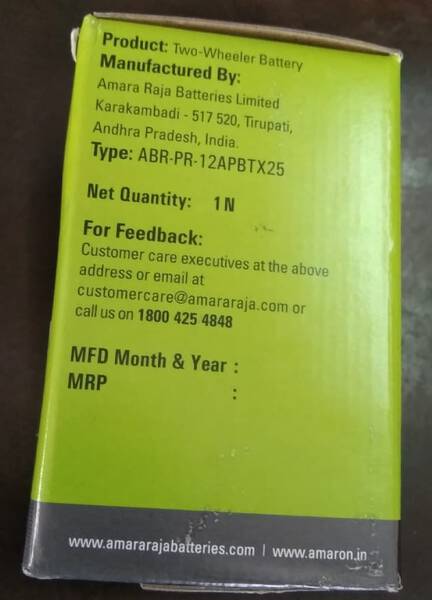 Product: Two-Wheeler Battery
Manufactured By:
Amara Raja Batteries Limited
Karakambadi - 517 520, Tirupati,
Andhra Pradesh, India.
Type: ABR-PR-12APBTX25
Net Quantity: 1 N
For Feedback:
Customer care executives at the above
address or email at
customercare@amararaja.com or
call us on 1800 425 4848
MFD Month & Year :
MRP :
www.amararajabatteries.com | www.amaron.in